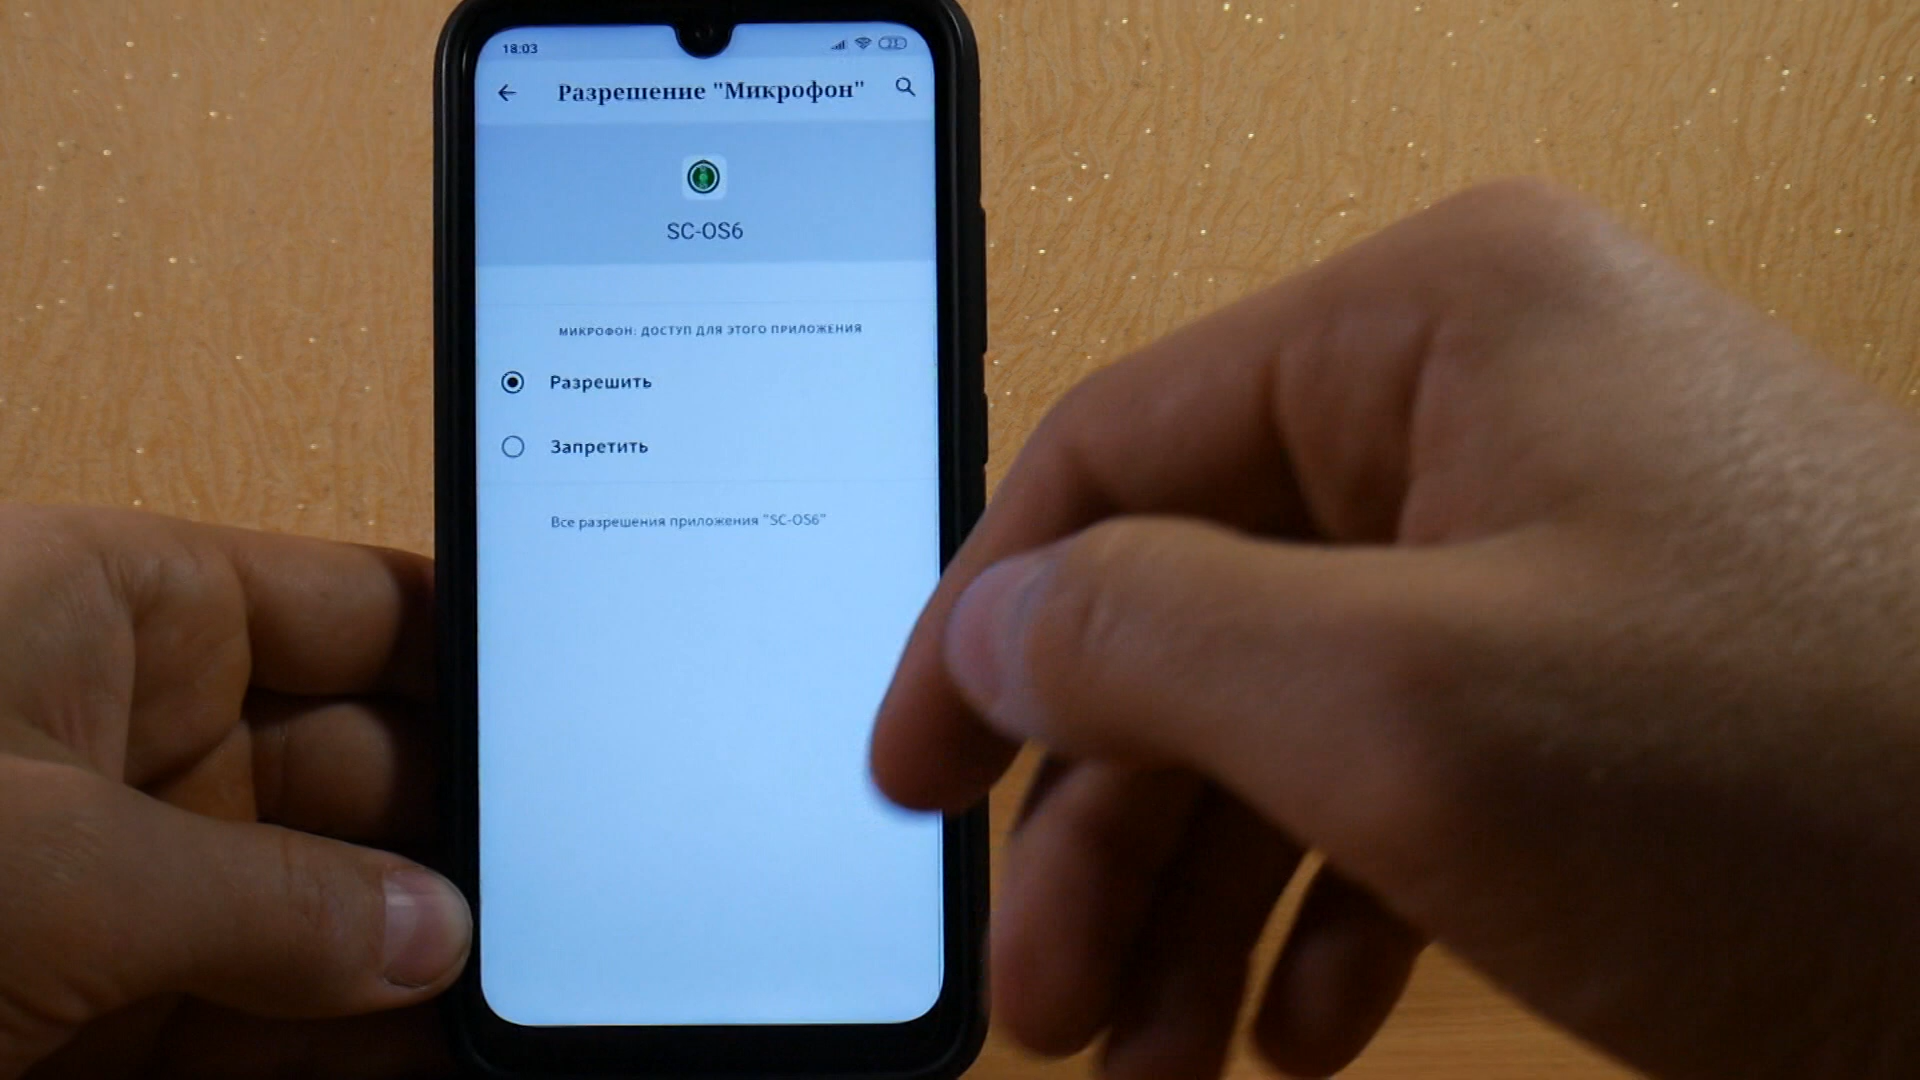 18:03
Разрешение "Микрофон"
SC-OS6
МИКРОФОН: ДОСТУП ДЛЯ ЭТОГО ПРИЛОЖЕНИЯ
Разрешить
Запретить
Все разрешения приложения "SC-OS6"